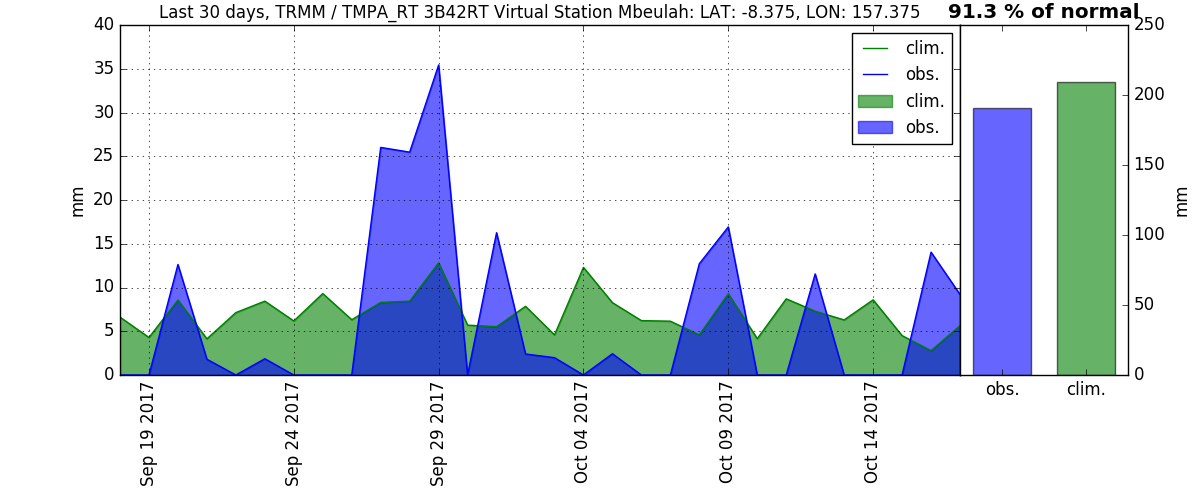 Last 30 days, TRMM / TMPA_RT 3B42RT Virtual Station Mbeulah: LAT: -8.375, LON: 157.375
91.3 % of normal
40
35
30
25
20
15
10
5
0
mm
clim.
obs.
clim.
obs.
250
200
150
100
50
0
mm
Sep 19 2017
Sep 24 2017
Sep 29 2017
Oct 04 2017
Oct 09 2017
Oct 14 2017
obs.
clim.